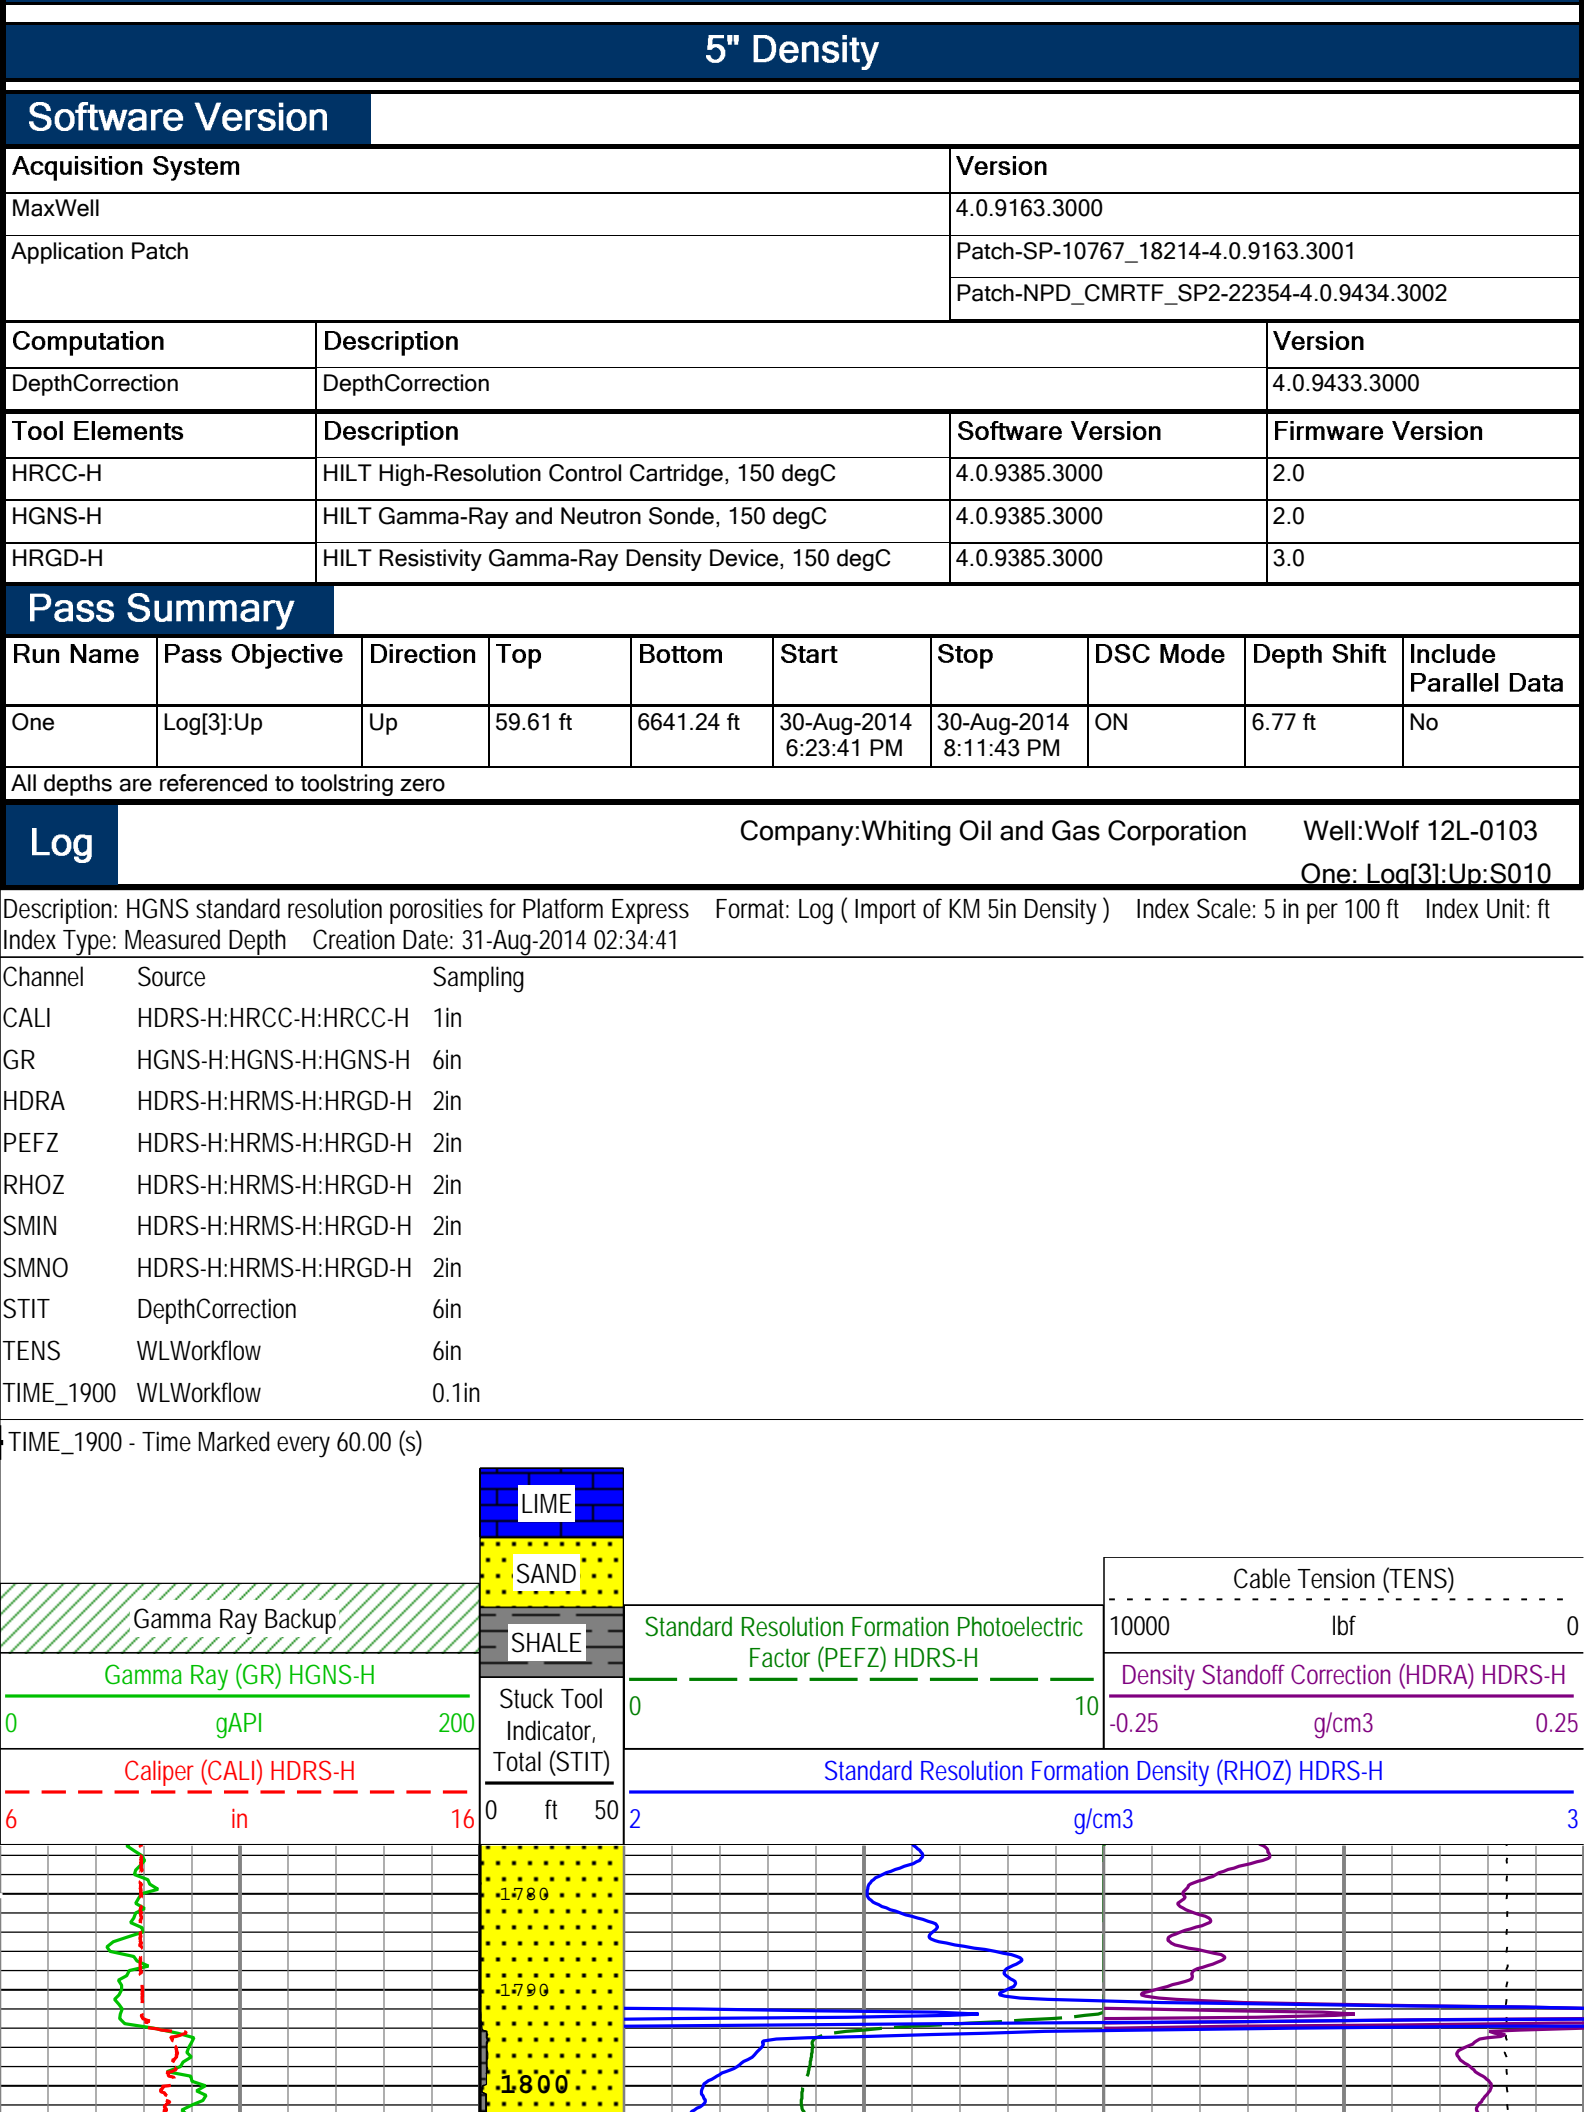 5" Density
Software Version
Acquisition System Version
MaxWell 4.0.9163.3000
Application Patch Patch-SP-10767_18214-4.0.9163.3001
Patch-NPD_CMRTF_SP2-22354-4.0.9434.3002
Computation Description Version
DepthCorrection DepthCorrection 4.0.9433.3000
Tool Elements Description Software Version Firmware Version
HRCC-H HILT High-Resolution Control Cartridge, 150 degC 4.0.9385.3000 2.0
HGNS-H HILT Gamma-Ray and Neutron Sonde, 150 degC 4.0.9385.3000 2.0
HRGD-H HILT Resistivity Gamma-Ray Density Device, 150 degC 4.0.9385.3000 3.0
Pass Summary
Run Name Pass Objective Direction Top Bottom Start Stop DSC Mode Depth Shift Include
Parallel Data
One Log[3]:Up Up 59.61 ft 6641.24 ft 30-Aug-2014 30-Aug-2014 ON 6.77 ft No
6:23:41 PM 8:11:43 PM
All depths are referenced to toolstring zero
Log Company:Whiting Oil and Gas Corporation Well:Wolf 12L-0103
One: Log[3]:Up:S010
Description: HGNS standard resolution porosities for Platform Express Format: Log ( Import of KM 5in Density ) Index Scale: 5 in per 100 ft Index Unit: ft
Index Type: Measured Depth Creation Date: 31-Aug-2014 02:34:41
Channel Source Sampling
CALI HDRS-H:HRCC-H:HRCC-H 1in
GR HGNS-H:HGNS-H:HGNS-H 6in
HDRA HDRS-H:HRMS-H:HRGD-H 2in
PEFZ HDRS-H:HRMS-H:HRGD-H 2in
RHOZ HDRS-H:HRMS-H:HRGD-H 2in
SMIN HDRS-H:HRMS-H:HRGD-H 2in
SMNO HDRS-H:HRMS-H:HRGD-H 2in
STIT DepthCorrection 6in
TENS WLWorkflow 6in
TIME_1900 WLWorkflow 0.1in
TIME_1900 - Time Marked every 60.00 (s)
LIME
SAND
SHALE
Gamma Ray Backup
Gamma Ray (GR) HGNS-H
0 gAPI 200
Caliper (CALI) HDRS-H
6 in 16
Stuck Tool
Indicator,
Total (STIT)
0 ft 50
Standard Resolution Formation Photoelectric
Factor (PEFZ) HDRS-H
0 10
Cable Tension (TENS)
10000 lbf 0
Density Standoff Correction (HDRA) HDRS-H
-0.25 g/cm3 0.25
Standard Resolution Formation Density (RHOZ) HDRS-H
2 g/cm3 3
1780
1790
1800